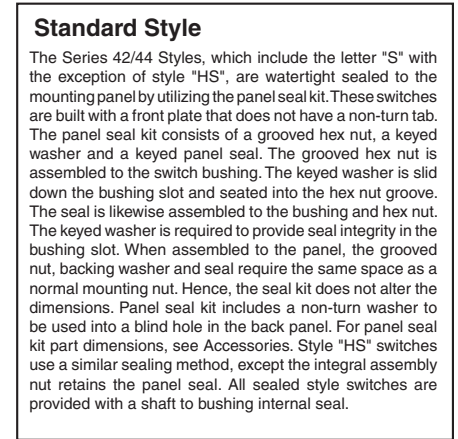 Standard Style
The Series 42/44 Styles, which include the letter "S" with
the exception of style "HS", are watertight sealed to the
mounting panel by utilizing the panel seal kit. These switches
are built with a front plate that does not have a non-turn tab.
The panel seal kit consists of a grooved hex nut, a keyed
washer and a keyed panel seal. The grooved hex nut is
assembled to the switch bushing. The keyed washer is slid
down the bushing slot and seated into the hex nut groove.
The seal is likewise assembled to the bushing and hex nut.
The keyed washer is required to provide seal integrity in the
bushing slot. When assembled to the panel, the grooved
nut, backing washer and seal require the same space as a
normal mounting nut. Hence, the seal kit does not alter the
dimensions. Panel seal kit includes a non-turn washer to
be used into a blind hole in the back panel. For panel seal
kit part dimensions, see Accessories. Style "HS" switches
use a similar sealing method, except the integral assembly
nut retains the panel seal. All sealed style switches are
provided with a shaft to bushing internal seal.